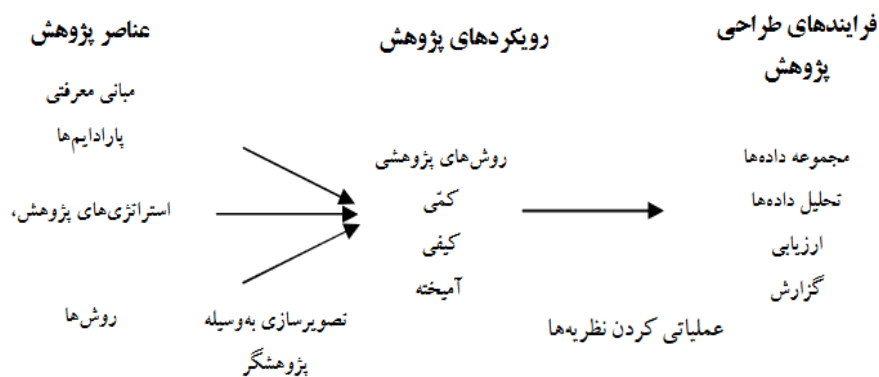 عناصر پژوهش
مبانی معرفتی
پارادایم‌ها
استراتژی‌های پژوهش،
روش‌ها
تصویرسازی به‌وسیله
پژوهشگر
رویکردهای پژوهش
روش‌های پژوهشی
کمّی
کیفی
آمیخته
عملیاتی کردن نظریه‌ها
فرایندهای طراحی
پژوهش
مجموعه داده‌ها
تحلیل داده‌ها
ارزیابی
گزارش